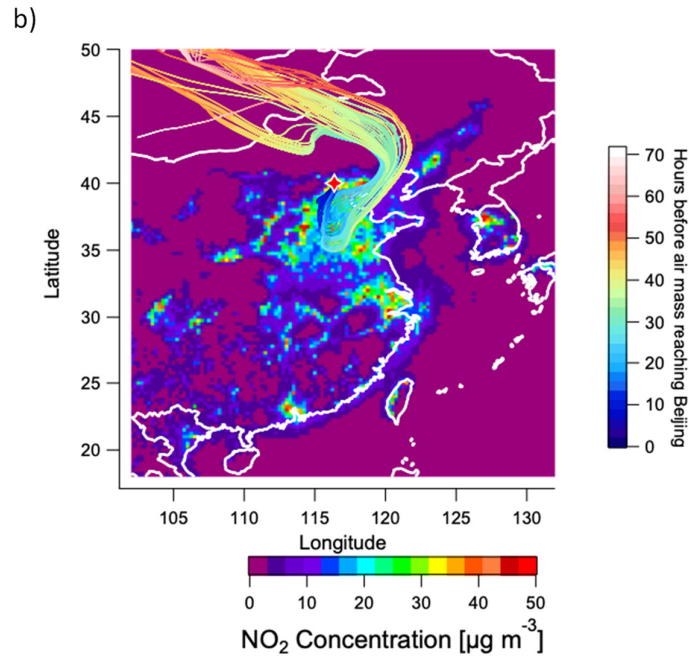 b)
50
45
40
35
30
25
20
Latitude
105 110 115 120 125 130
Longitude
70
60
50
40
30
20
10
0
Hours before air mass reaching Beijing
0 10 20 30 40 50
NO₂ Concentration [µg m⁻³]